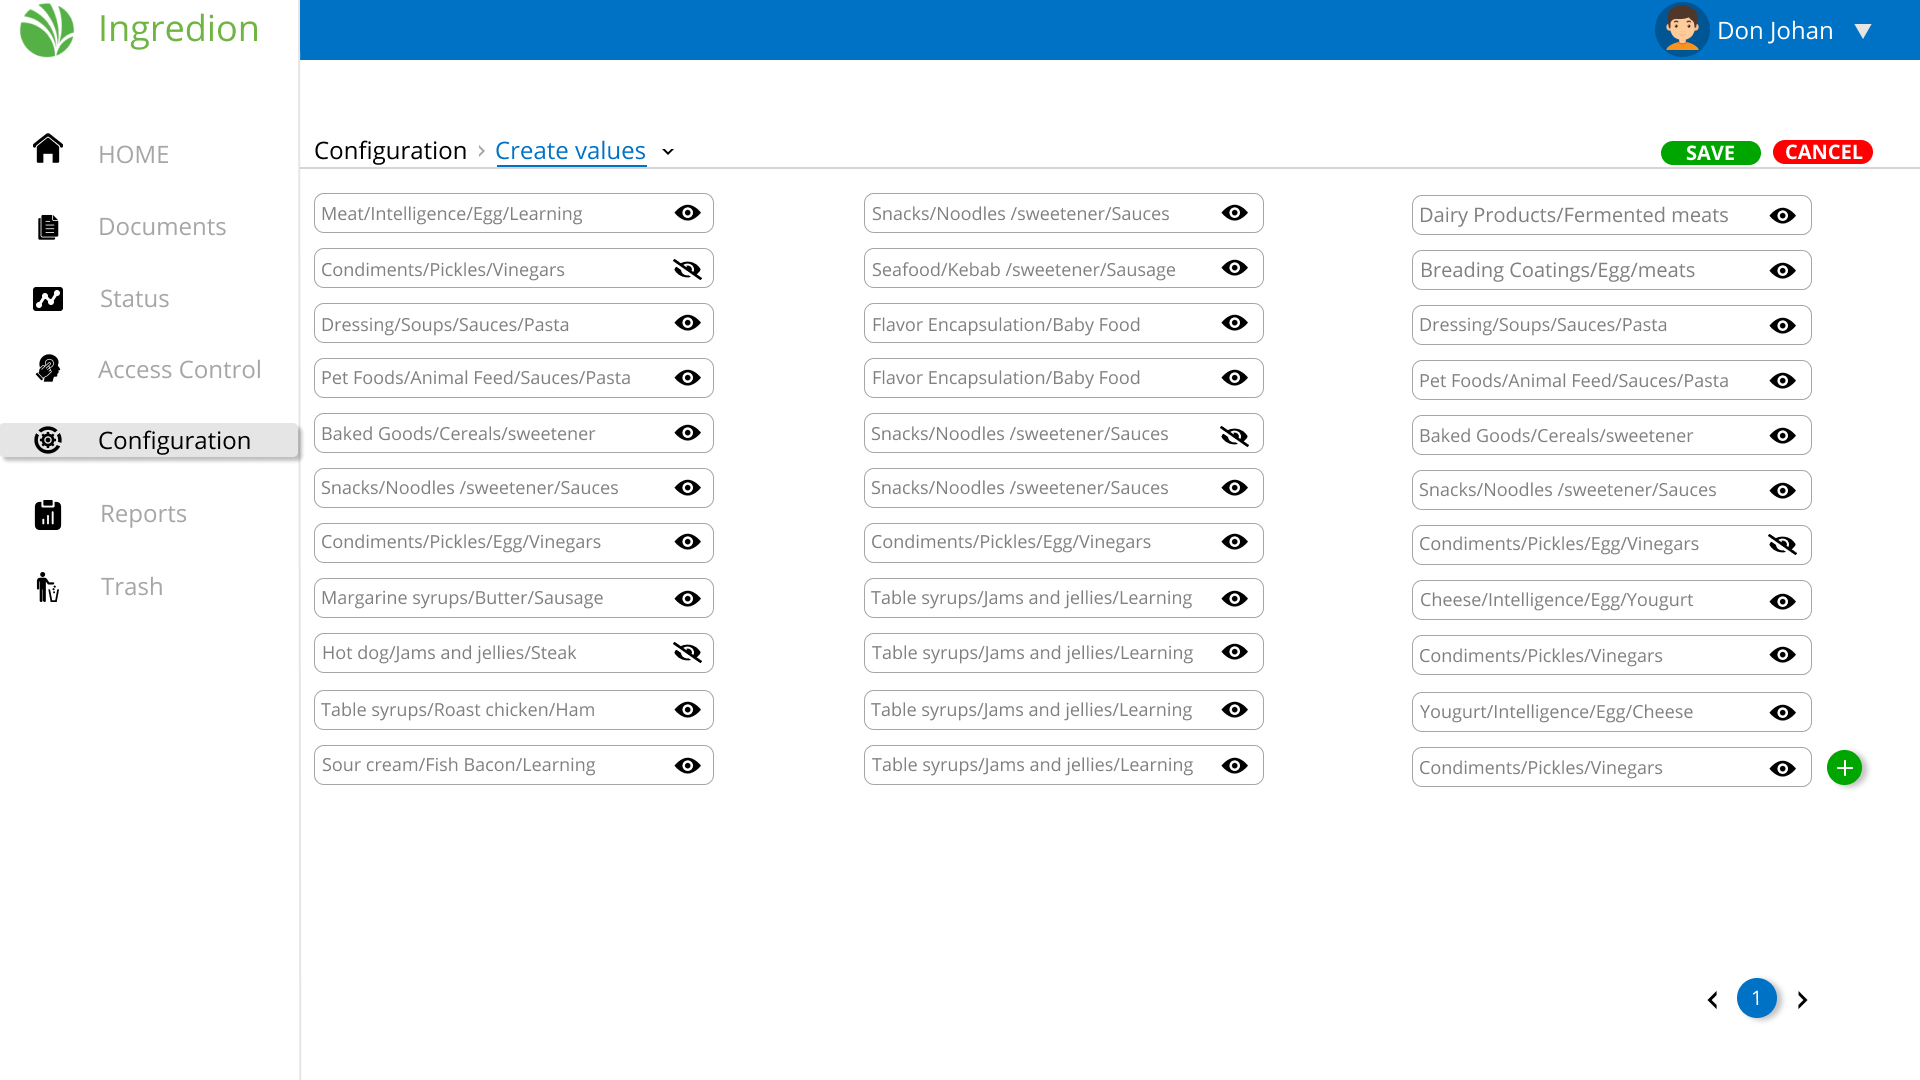 Ingredion
Don Johan
HOME
Documents
Status
Access Control
Configuration
Reports
Trash
Configuration › Create values
SAVE
CANCEL
Meat/Intelligence/Egg/Learning
Condiments/Pickles/Vinegars
Dressing/Soups/Sauces/Pasta
Pet Foods/Animal Feed/Sauces/Pasta
Baked Goods/Cereals/sweetener
Snacks/Noodles /sweetener/Sauces
Condiments/Pickles/Egg/Vinegars
Margarine syrups/Butter/Sausage
Hot dog/Jams and jellies/Steak
Table syrups/Roast chicken/Ham
Sour cream/Fish Bacon/Learning
Snacks/Noodles /sweetener/Sauces
Seafood/Kebab /sweetener/Sausage
Flavor Encapsulation/Baby Food
Flavor Encapsulation/Baby Food
Snacks/Noodles /sweetener/Sauces
Snacks/Noodles /sweetener/Sauces
Condiments/Pickles/Egg/Vinegars
Table syrups/Jams and jellies/Learning
Table syrups/Jams and jellies/Learning
Table syrups/Jams and jellies/Learning
Table syrups/Jams and jellies/Learning
Dairy Products/Fermented meats
Breading Coatings/Egg/meats
Dressing/Soups/Sauces/Pasta
Pet Foods/Animal Feed/Sauces/Pasta
Baked Goods/Cereals/sweetener
Snacks/Noodles /sweetener/Sauces
Condiments/Pickles/Egg/Vinegars
Cheese/Intelligence/Egg/Yougurt
Condiments/Pickles/Vinegars
Yougurt/Intelligence/Egg/Cheese
Condiments/Pickles/Vinegars
1